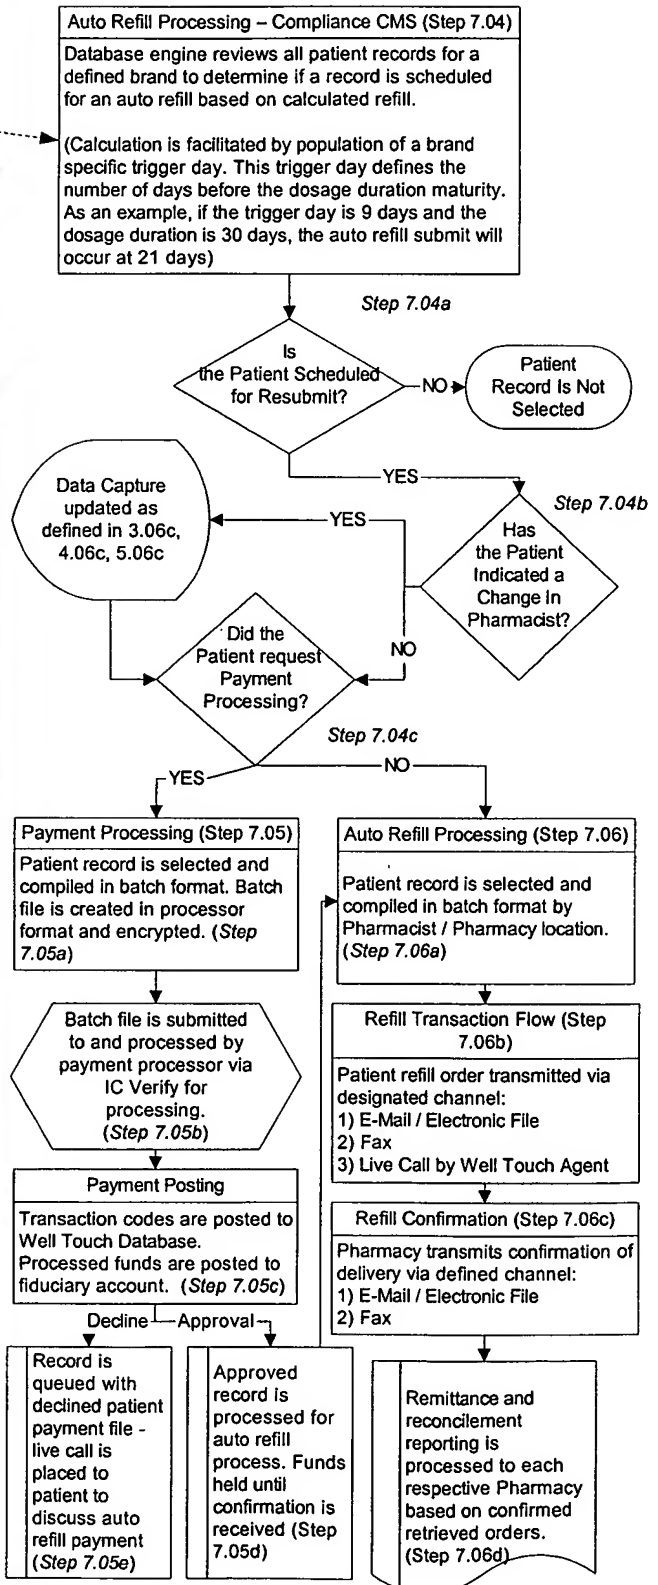 Auto Refill Processing – Compliance CMS (Step 7.04)
Database engine reviews all patient records for a
defined brand to determine if a record is scheduled
for an auto refill based on calculated refill.
(Calculation is facilitated by population of a brand
specific trigger day. This trigger day defines the
number of days before the dosage duration maturity.
As an example, if the trigger day is 9 days and the
dosage duration is 30 days, the auto refill submit will
occur at 21 days)
Step 7.04a
Is
the Patient Scheduled
for Resubmit?
NO
Patient
Record Is Not
Selected
YES
Step 7.04b
Data Capture
updated as
defined in 3.06c,
4.06c, 5.06c
YES
Has
the Patient
Indicated a
Change In
Pharmacist?
NO
Did the
Patient request
Payment
Processing?
Step 7.04c
YES
NO
Payment Processing (Step 7.05)
Patient record is selected and
compiled in batch format. Batch
file is created in processor
format and encrypted. (Step
7.05a)
Auto Refill Processing (Step 7.06)
Patient record is selected and
compiled in batch format by
Pharmacist / Pharmacy location.
(Step 7.06a)
Batch file is submitted
to and processed by
payment processor via
IC Verify for
processing.
(Step 7.05b)
Refill Transaction Flow (Step
7.06b)
Patient refill order transmitted via
designated channel:
1) E-Mail / Electronic File
2) Fax
3) Live Call by Well Touch Agent
Payment Posting
Transaction codes are posted to
Well Touch Database.
Processed funds are posted to
fiduciary account. (Step 7.05c)
Refill Confirmation (Step 7.06c)
Pharmacy transmits confirmation of
delivery via defined channel:
1) E-Mail / Electronic File
2) Fax
Decline
Approval
Record is
queued with
declined patient
payment file -
live call is
placed to
patient to
discuss auto
refill payment
(Step 7.05e)
Approved
record is
processed for
auto refill
process. Funds
held until
confirmation is
received (Step
7.05d)
Remittance and
reconcilement
reporting is
processed to each
respective Pharmacy
based on confirmed
retrieved orders.
(Step 7.06d)